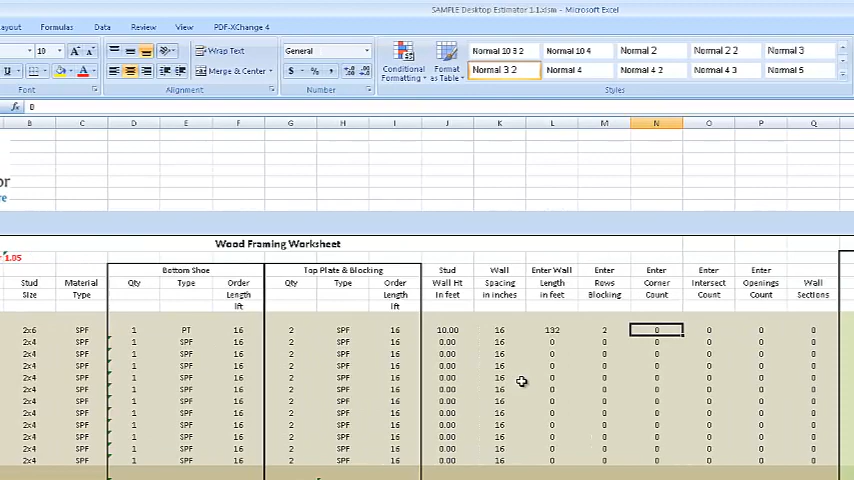 SAMPLE Desktop Estimator 1.1.xlsm - Microsoft Excel
ayout Formulas Data Review View PDF-XChange 4
10 A A Wrap Text General Normal 10 3 2 Normal 10 4 Normal 2 Normal 2 2 Normal 3
U A Merge & Center $ % , Conditional Formatting Format as Table Normal 3 2 Normal 4 Normal 4 2 Normal 4 3 Normal 5
Font Alignment Number Styles
fx 0
B C D E F G H I J K L M N O P Q
or
re
Wood Framing Worksheet
1.05
Bottom Shoe Top Plate & Blocking Stud Wall Enter Wall Enter Enter Enter Enter
Stud Material Qty Type Order Qty Type Order Wall Ht Spacing Length Rows Corner Intersect Openings Wall
Size Type Length Length in feet in inches in feet Blocking Count Count Count Sections
lft lft
2x6 SPF 1 PT 16 2 SPF 16 10.00 16 132 2 0 0 0 0
2x4 SPF 1 SPF 16 2 SPF 16 0.00 16 0 0 0 0 0 0
2x4 SPF 1 SPF 16 2 SPF 16 0.00 16 0 0 0 0 0 0
2x4 SPF 1 SPF 16 2 SPF 16 0.00 16 0 0 0 0 0 0
2x4 SPF 1 SPF 16 2 SPF 16 0.00 16 0 0 0 0 0 0
2x4 SPF 1 SPF 16 2 SPF 16 0.00 16 0 0 0 0 0 0
2x4 SPF 1 SPF 16 2 SPF 16 0.00 16 0 0 0 0 0 0
2x4 SPF 1 SPF 16 2 SPF 16 0.00 16 0 0 0 0 0 0
2x4 SPF 1 SPF 16 2 SPF 16 0.00 16 0 0 0 0 0 0
2x4 SPF 1 SPF 16 2 SPF 16 0.00 16 0 0 0 0 0 0
2x4 SPF 1 SPF 16 2 SPF 16 0.00 16 0 0 0 0 0 0
2x4 SPF 1 SPF 16 2 SPF 16 0.00 16 0 0 0 0 0 0